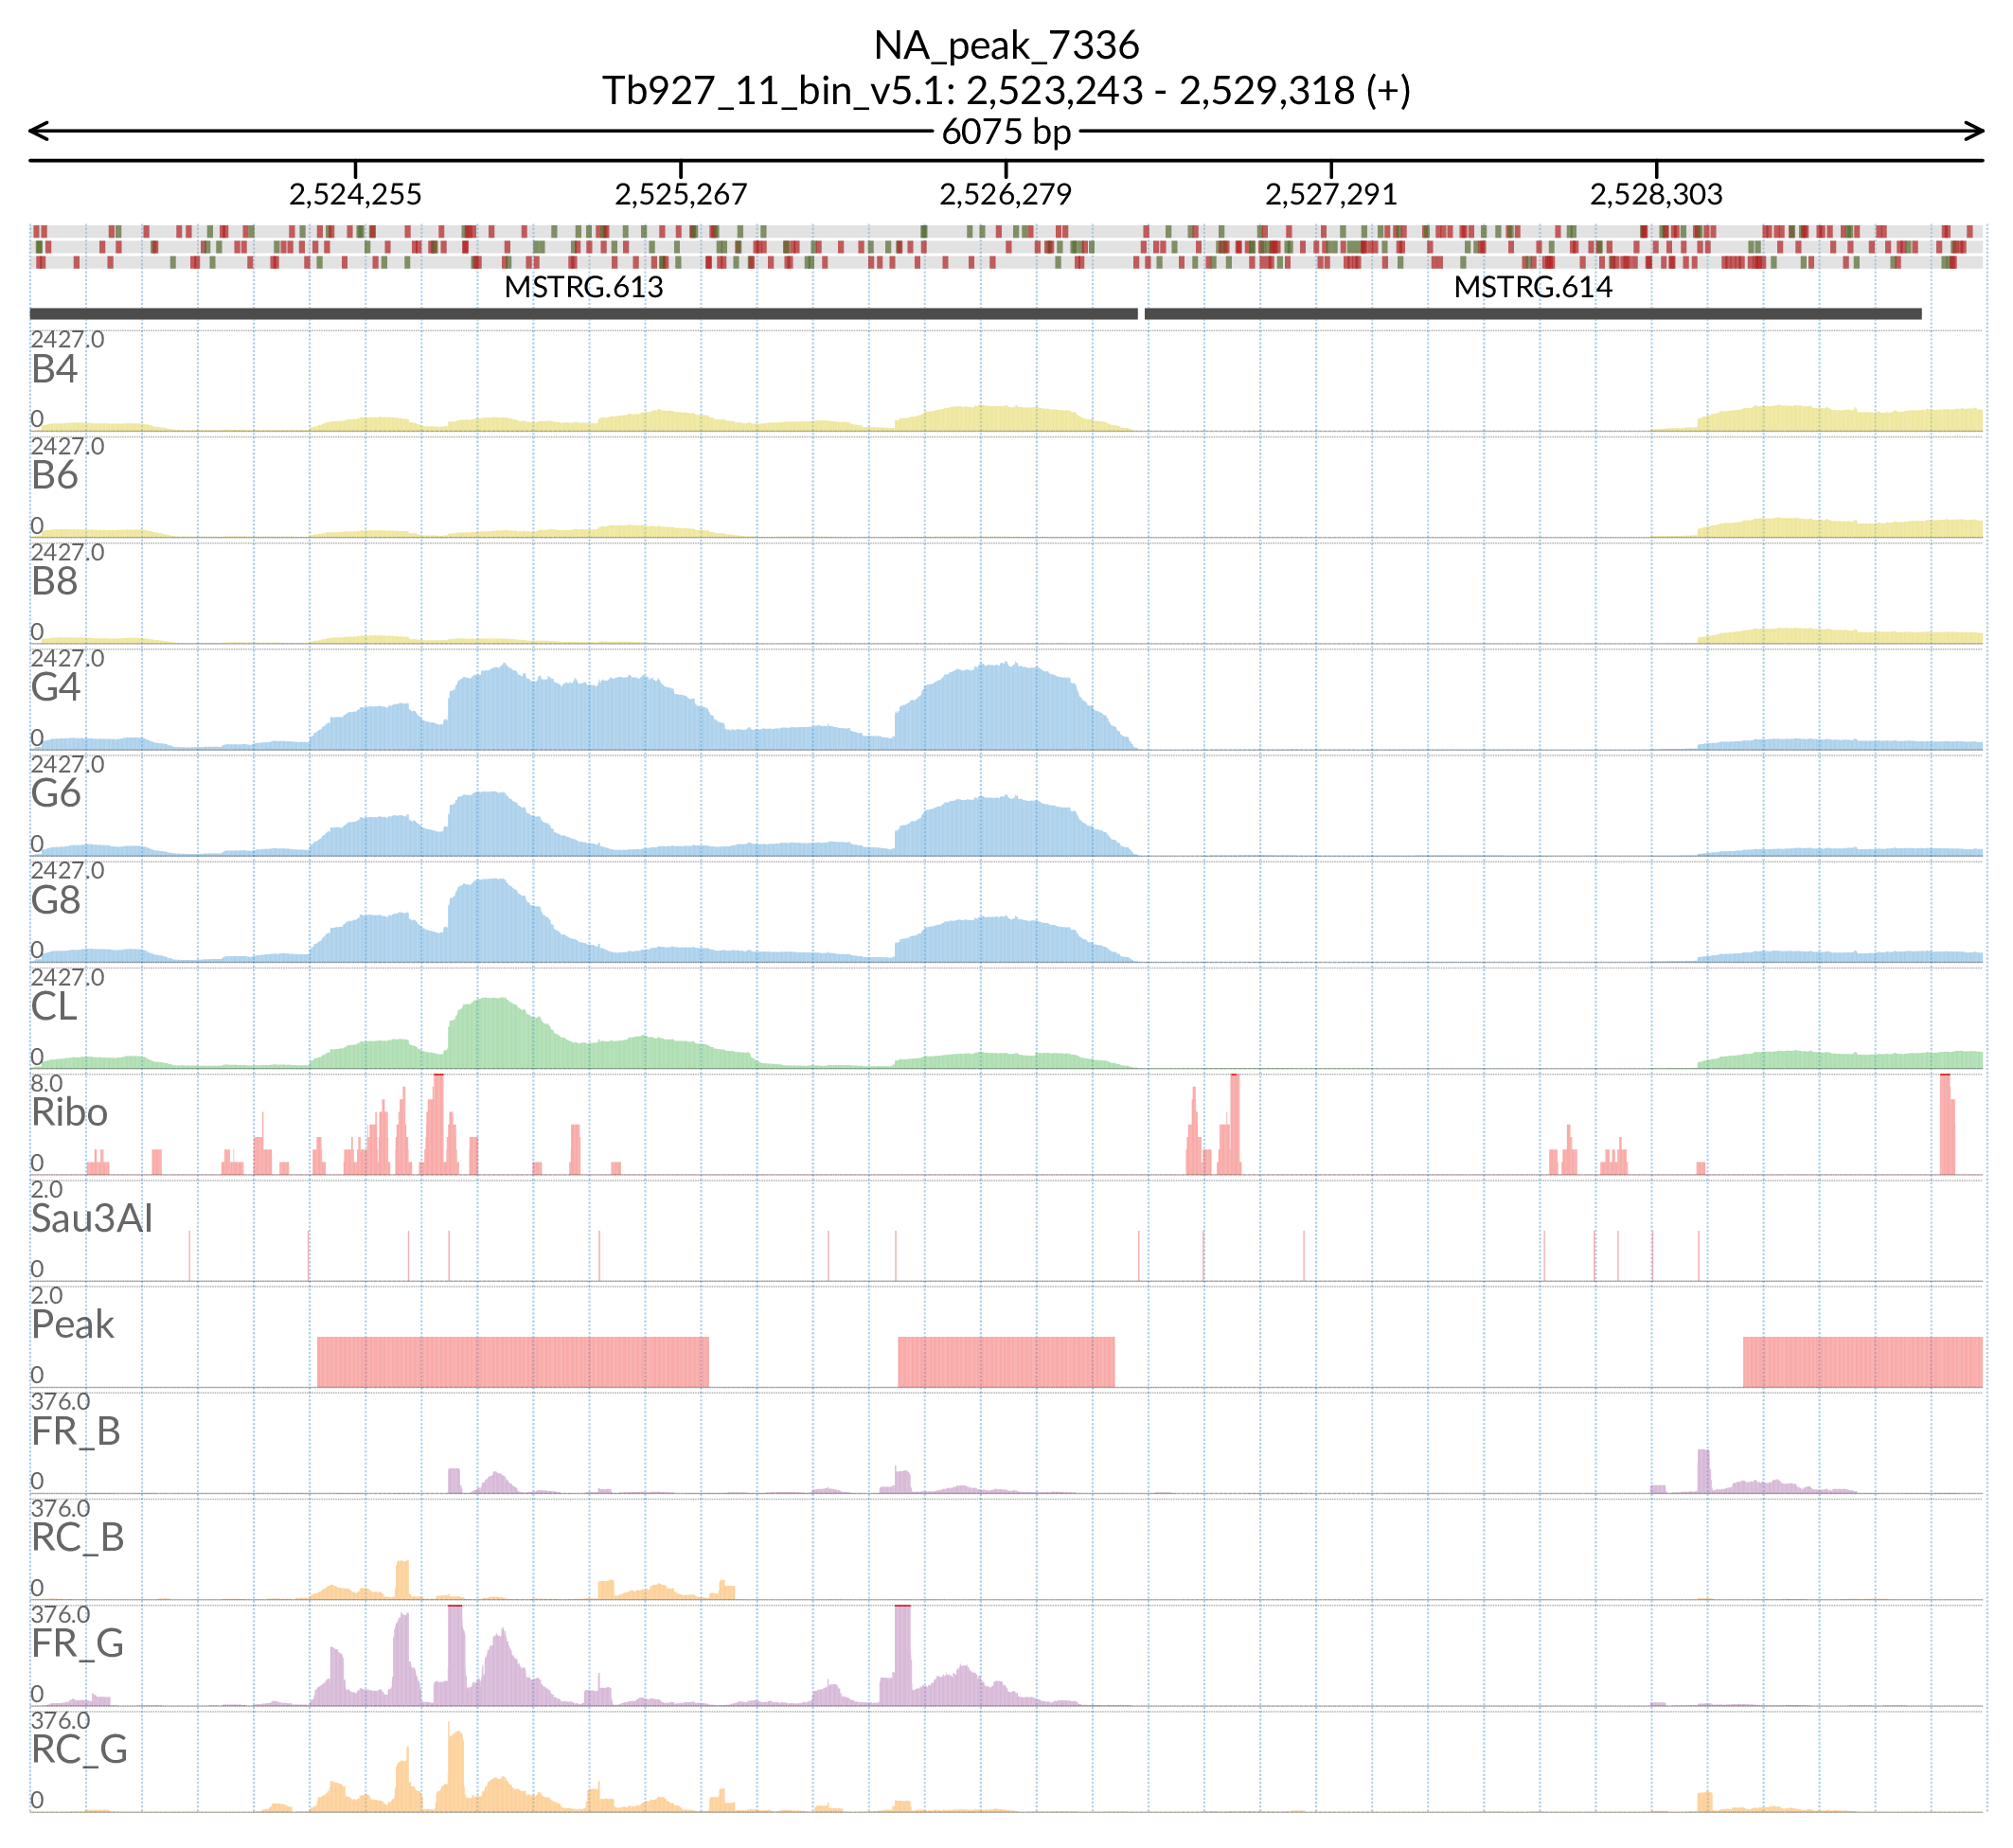 NA_peak_7336
Tb927_11_bin_v5.1: 2,523,243 - 2,529,318 (+)
6075 bp
2,524,255 2,525,267 2,526,279 2,527,291 2,528,303
MSTRG.613 MSTRG.614
2427.0
B4
0
2427.0
B6
0
2427.0
B8
0
2427.0
G4
0
2427.0
G6
0
2427.0
G8
0
2427.0
CL
0
8.0
Ribo
0
2.0
Sau3AI
0
2.0
Peak
0
376.0
FR_B
0
376.0
RC_B
0
376.0
FR_G
0
376.0
RC_G
0